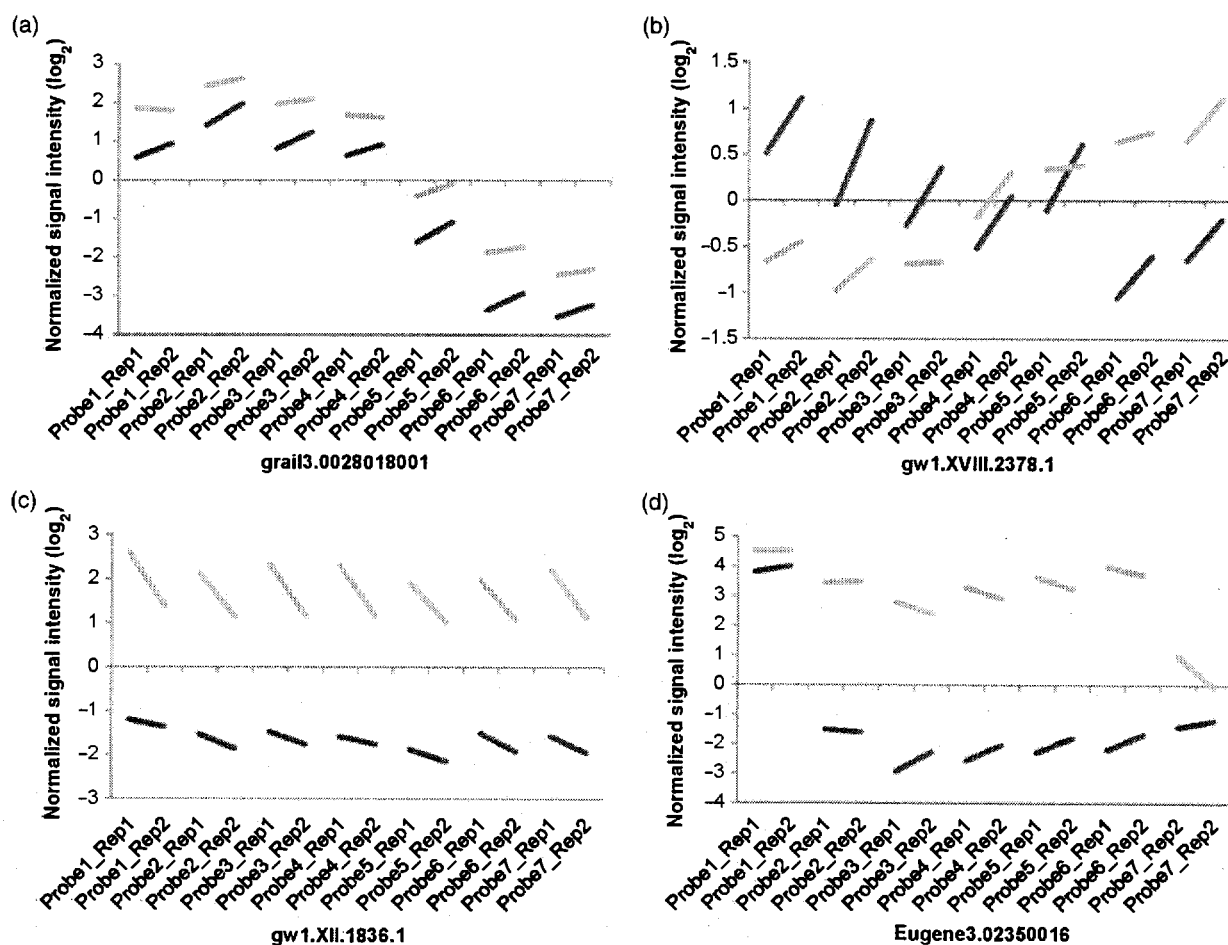 (a)
Normalized signal intensity (log2)
3
2
1
0
−1
−2
−3
−4
Probe1_Rep1
Probe1_Rep2
Probe2_Rep1
Probe2_Rep2
Probe3_Rep1
Probe3_Rep2
Probe4_Rep1
Probe4_Rep2
Probe5_Rep1
Probe5_Rep2
Probe6_Rep1
Probe6_Rep2
Probe7_Rep1
Probe7_Rep2
grail3.0028018001
(b)
Normalized signal intensity (log2)
1.5
1
0.5
0
−0.5
−1
−1.5
Probe1_Rep1
Probe1_Rep2
Probe2_Rep1
Probe2_Rep2
Probe3_Rep1
Probe3_Rep2
Probe4_Rep1
Probe4_Rep2
Probe5_Rep1
Probe5_Rep2
Probe6_Rep1
Probe6_Rep2
Probe7_Rep1
Probe7_Rep2
gw1.XVIII.2378.1
(c)
Normalized signal intensity (log2)
3
2
1
0
−1
−2
−3
Probe1_Rep1
Probe1_Rep2
Probe2_Rep1
Probe2_Rep2
Probe3_Rep1
Probe3_Rep2
Probe4_Rep1
Probe4_Rep2
Probe5_Rep1
Probe5_Rep2
Probe6_Rep1
Probe6_Rep2
Probe7_Rep1
Probe7_Rep2
gw1.XII.1836.1
(d)
Normalized signal intensity (log2)
5
4
3
2
1
0
−1
−2
−3
−4
Probe1_Rep1
Probe1_Rep2
Probe2_Rep1
Probe2_Rep2
Probe3_Rep1
Probe3_Rep2
Probe4_Rep1
Probe4_Rep2
Probe5_Rep1
Probe5_Rep2
Probe6_Rep1
Probe6_Rep2
Probe7_Rep2
Probe7_Rep2
Eugene3.02350016